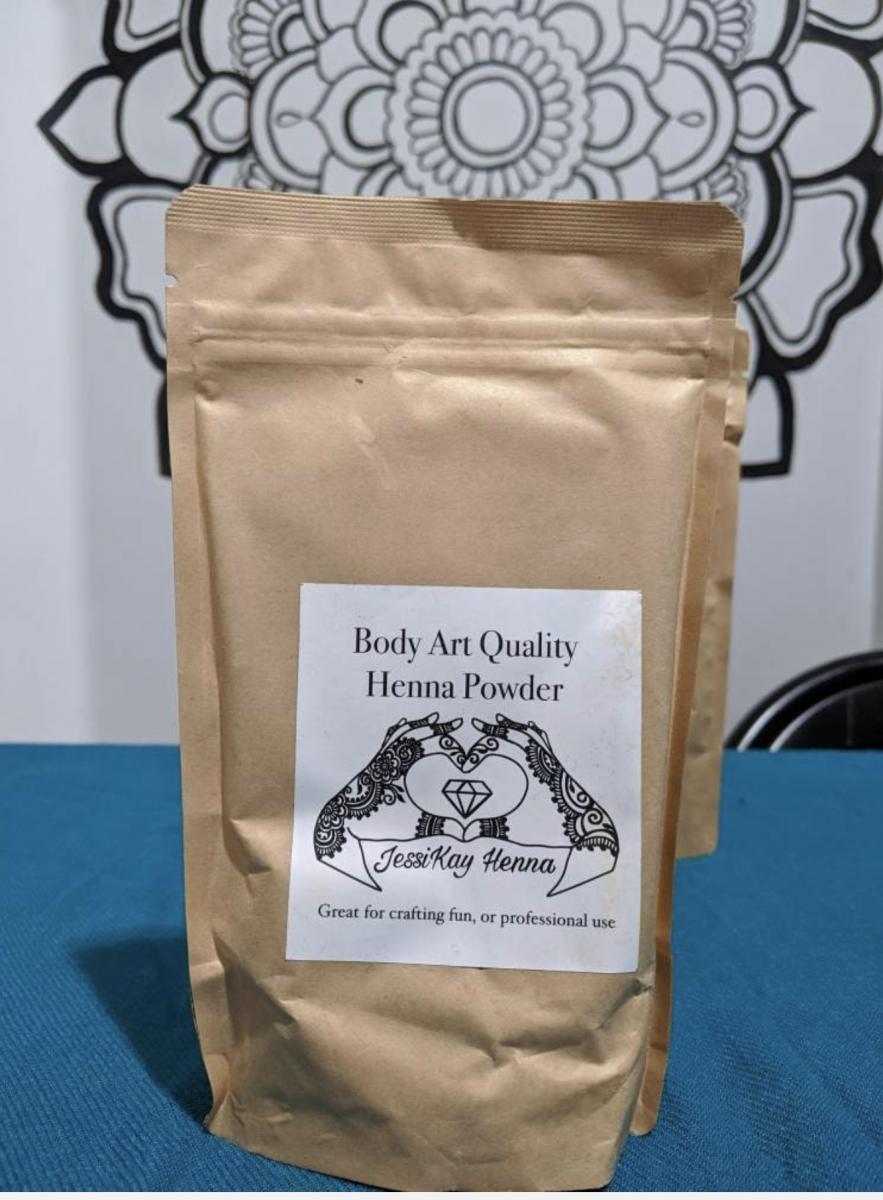 Body Art Quality
Henna Powder
JessiKay Henna
Great for crafting fun, or professional use